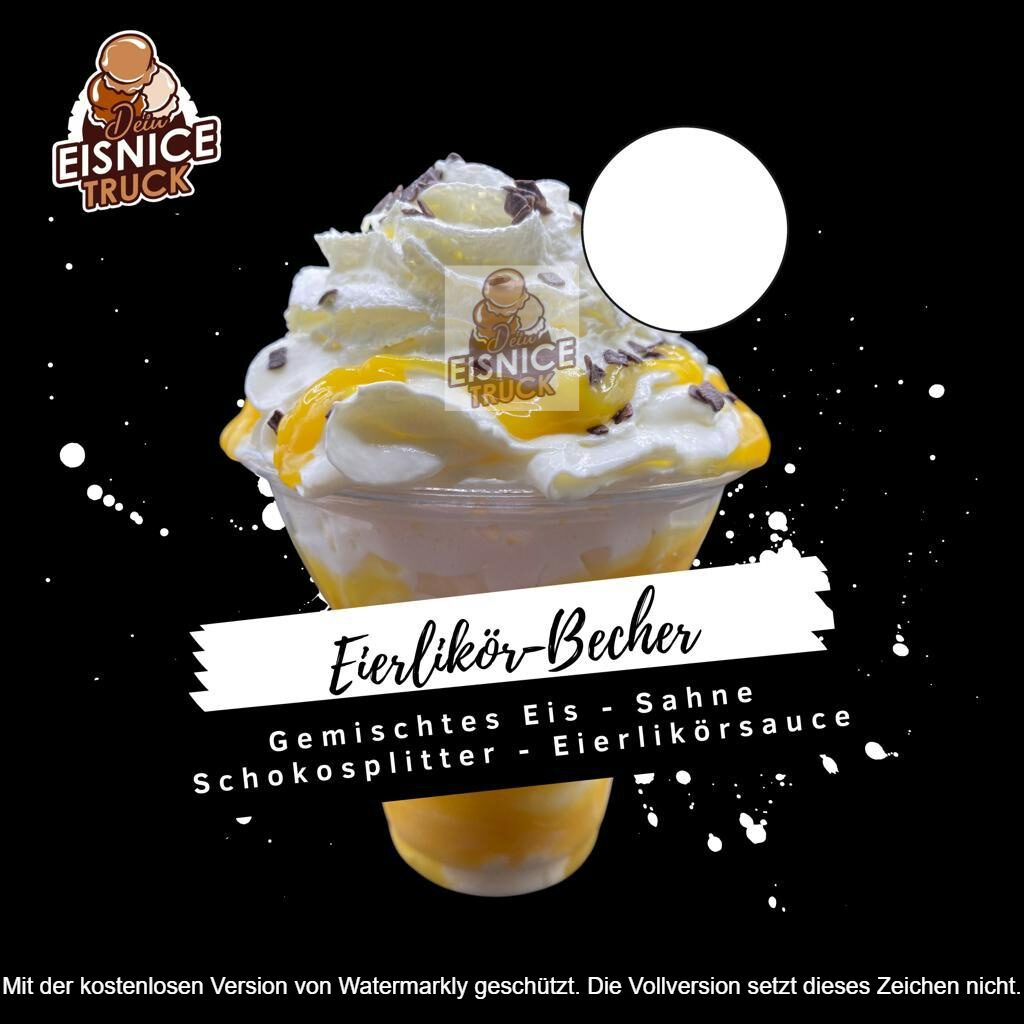 Dein
EISNICE
TRUCK
Dein
EISNICE
TRUCK
Eierlikör-Becher
Gemischtes Eis - Sahne
Schokosplitter - Eierlikörsauce
Mit der kostenlosen Version von Watermarkly geschützt. Die Vollversion setzt dieses Zeichen nicht.